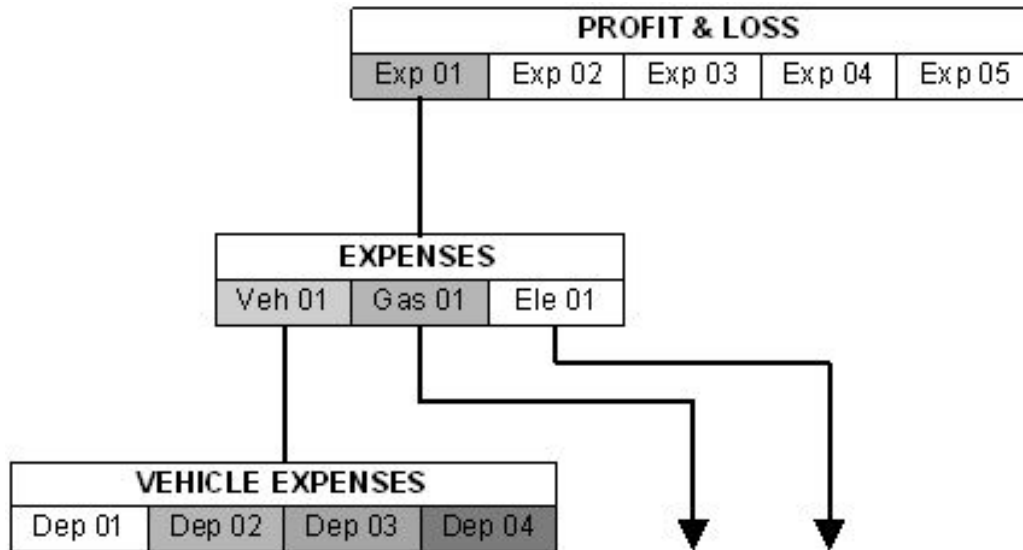 PROFIT & LOSS
Exp 01 Exp 02 Exp 03 Exp 04 Exp 05
EXPENSES
Veh 01 Gas 01 Ele 01
VEHICLE EXPENSES
Dep 01 Dep 02 Dep 03 Dep 04